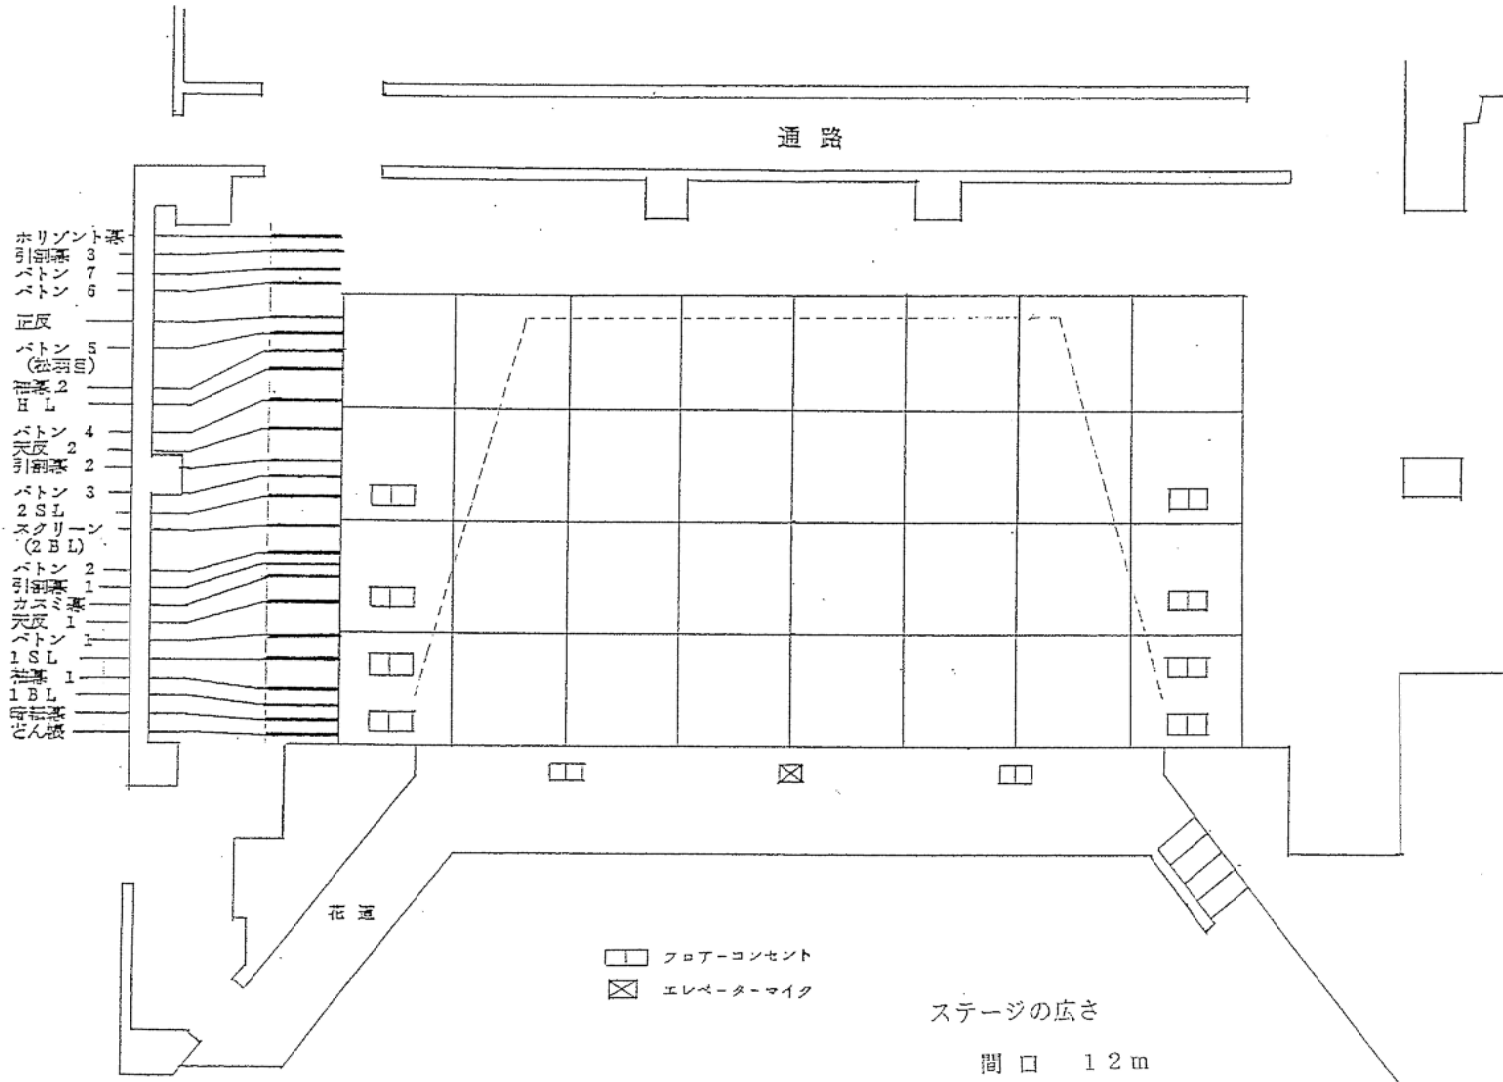 通路
ホリゾント幕
引割幕 3
バトン 7
バトン 6
正反
バトン 5
(松羽目)
袖幕 2
H L
バトン 4
天反 2
引割幕 2
バトン 3
2 S L
スクリーン
(2 B L)
バトン 2
引割幕 1
カスミ幕
天反 1
バトン 1
1 S L
袖幕 1
1 B L
暗転幕
どん張
花道
フロアーコンセント
エレベーターマイク
ステージの広さ
間口 12m